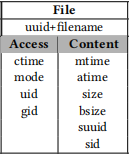 File
uuid+filename
Access Content
ctime mtime
mode atime
uid size
gid bsize
suuid
sid